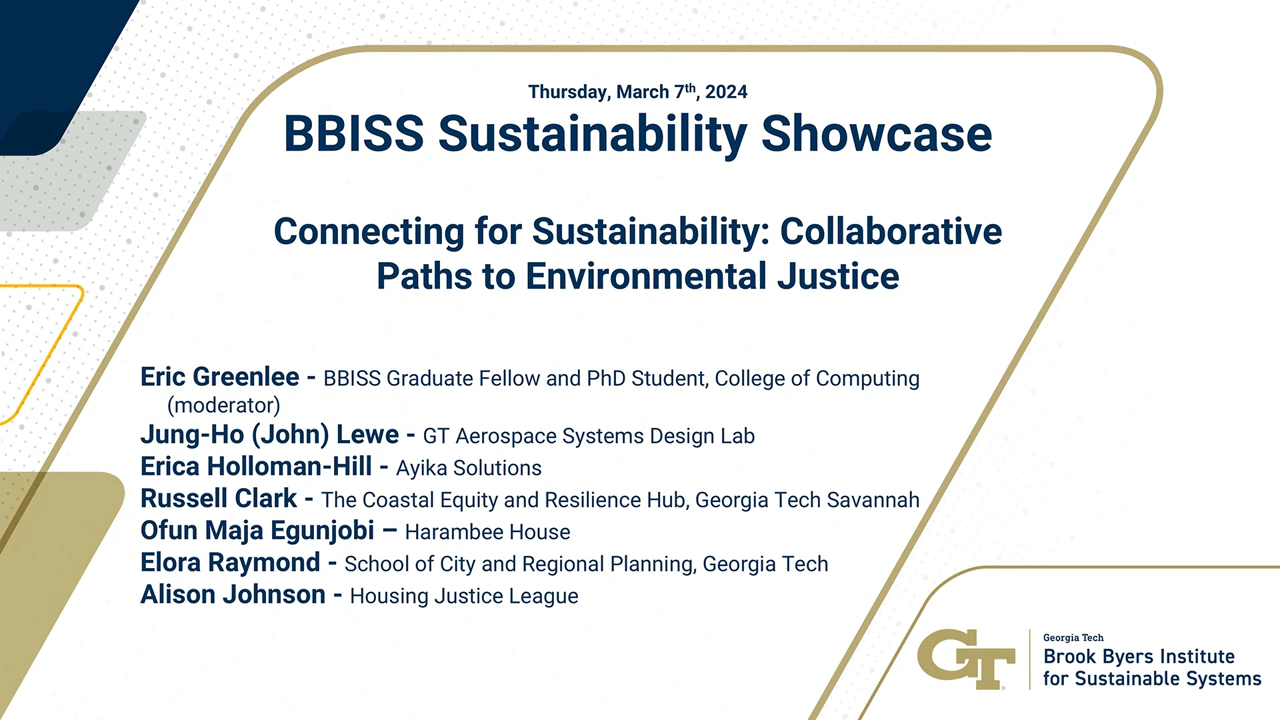 Thursday, March 7th, 2024
BBISS Sustainability Showcase
Connecting for Sustainability: Collaborative
Paths to Environmental Justice
Eric Greenlee - BBISS Graduate Fellow and PhD Student, College of Computing
(moderator)
Jung-Ho (John) Lewe - GT Aerospace Systems Design Lab
Erica Holloman-Hill - Ayika Solutions
Russell Clark - The Coastal Equity and Resilience Hub, Georgia Tech Savannah
Ofun Maja Egunjobi – Harambee House
Elora Raymond - School of City and Regional Planning, Georgia Tech
Alison Johnson - Housing Justice League
GT
Georgia Tech
Brook Byers Institute
for Sustainable Systems